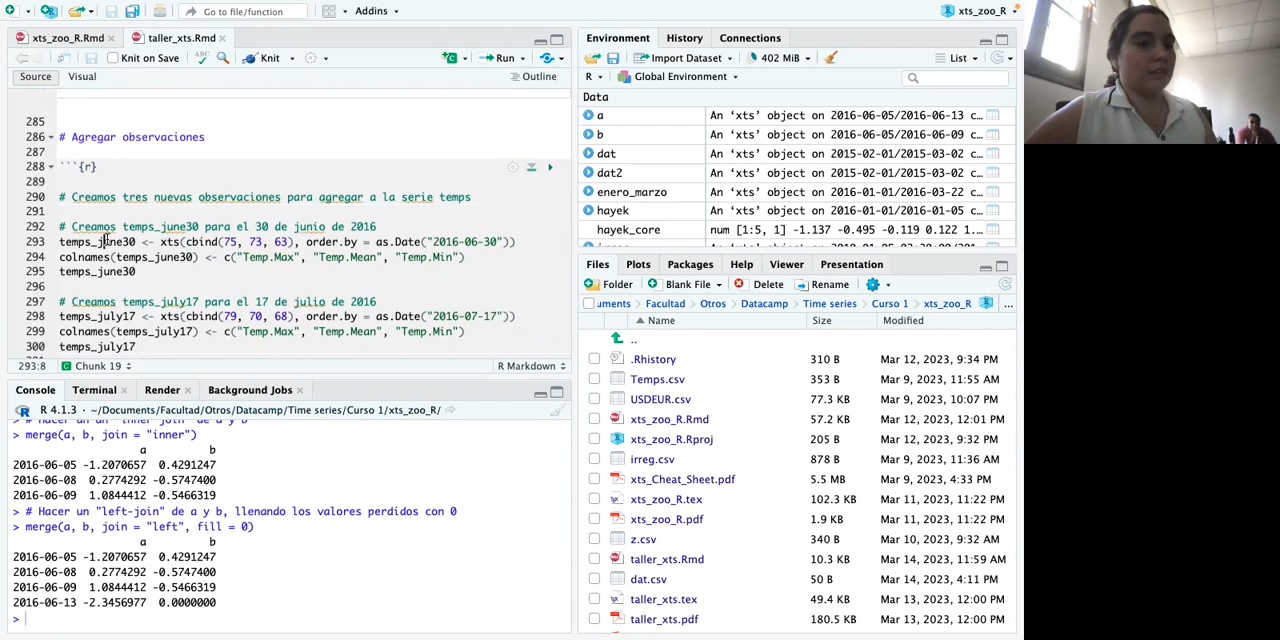 Go to file/function
Addins
xts_zoo_R
xts_zoo_R.Rmd
taller_xts.Rmd
Knit on Save
ABC
Knit
Run
Source
Visual
Outline
285
286 # Agregar observaciones
287
288 ```{r}
289
290 # Creamos tres nuevas observaciones para agregar a la serie temps
291
292 # Creamos temps_june30 para el 30 de junio de 2016
293 temps_june30 <- xts(cbind(75, 73, 63), order.by = as.Date("2016-06-30"))
294 colnames(temps_june30) <- c("Temp.Max", "Temp.Mean", "Temp.Min")
295 temps_june30
296
297 # Creamos temps_july17 para el 17 de julio de 2016
298 temps_july17 <- xts(cbind(79, 70, 68), order.by = as.Date("2016-07-17"))
299 colnames(temps_july17) <- c("Temp.Max", "Temp.Mean", "Temp.Min")
300 temps_july17
293:8
Chunk 19
R Markdown
Console
Terminal
Render
Background Jobs
R 4.1.3 · ~/Documents/Facultad/Otros/Datacamp/Time series/Curso 1/xts_zoo_R/
> merge(a, b, join = "inner")
a b
2016-06-05 -1.2070657 0.4291247
2016-06-08 0.2774292 -0.5747400
2016-06-09 1.0844412 -0.5466319
> # Hacer un "left-join" de a y b, llenando los valores perdidos con 0
> merge(a, b, join = "left", fill = 0)
a b
2016-06-05 -1.2070657 0.4291247
2016-06-08 0.2774292 -0.5747400
2016-06-09 1.0844412 -0.5466319
2016-06-13 -2.3456977 0.0000000
>
Environment
History
Connections
Import Dataset
402 MiB
List
R
Global Environment
Data
a An ‘xts’ object on 2016-06-05/2016-06-13 c…
b An ‘xts’ object on 2016-06-05/2016-06-09 c…
dat An ‘xts’ object on 2015-02-01/2015-03-02 c…
dat2 An ‘xts’ object on 2015-02-01/2015-03-02 c…
enero_marzo An ‘xts’ object on 2016-01-01/2016-03-22 c…
hayek An ‘xts’ object on 2016-01-01/2016-01-05 c…
hayek_core num [1:5, 1] -1.137 -0.495 -0.119 0.122 1...
Files
Plots
Packages
Help
Viewer
Presentation
Folder
Blank File
Delete
Rename
uments
Facultad
Otros
Datacamp
Time series
Curso 1
xts_zoo_R
...
Name
Size
Modified
..
.Rhistory 310 B Mar 12, 2023, 9:34 PM
Temps.csv 353 B Mar 9, 2023, 11:55 AM
USDEUR.csv 77.3 KB Mar 9, 2023, 10:07 PM
xts_zoo_R.Rmd 57.2 KB Mar 12, 2023, 12:01 PM
xts_zoo_R.Rproj 205 B Mar 12, 2023, 9:32 PM
irreg.csv 878 B Mar 9, 2023, 11:36 AM
xts_Cheat_Sheet.pdf 5.5 MB Mar 9, 2023, 4:33 PM
xts_zoo_R.tex 102.3 KB Mar 11, 2023, 11:22 PM
xts_zoo_R.pdf 1.9 KB Mar 11, 2023, 11:22 PM
z.csv 340 B Mar 10, 2023, 9:32 AM
taller_xts.Rmd 10.3 KB Mar 14, 2023, 11:59 AM
dat.csv 50 B Mar 14, 2023, 4:11 PM
taller_xts.tex 49.4 KB Mar 13, 2023, 12:00 PM
taller_xts.pdf 180.5 KB Mar 13, 2023, 12:00 PM